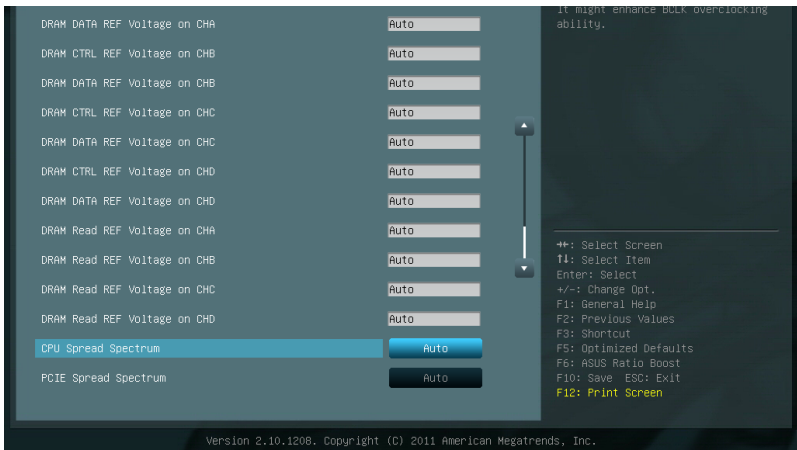 DRAM DATA REF Voltage on CHA Auto
DRAM CTRL REF Voltage on CHB Auto
DRAM DATA REF Voltage on CHB Auto
DRAM CTRL REF Voltage on CHC Auto
DRAM DATA REF Voltage on CHC Auto
DRAM CTRL REF Voltage on CHD Auto
DRAM DATA REF Voltage on CHD Auto
DRAM Read REF Voltage on CHA Auto
DRAM Read REF Voltage on CHB Auto
DRAM Read REF Voltage on CHC Auto
DRAM Read REF Voltage on CHD Auto
CPU Spread Spectrum Auto
PCIE Spread Spectrum Auto
It might enhance BCLK overclocking
ability.
→←: Select Screen
↑↓: Select Item
Enter: Select
+/-: Change Opt.
F1: General Help
F2: Previous Values
F3: Shortcut
F5: Optimized Defaults
F6: ASUS Ratio Boost
F10: Save ESC: Exit
F12: Print Screen
Version 2.10.1208. Copyright (C) 2011 American Megatrends, Inc.